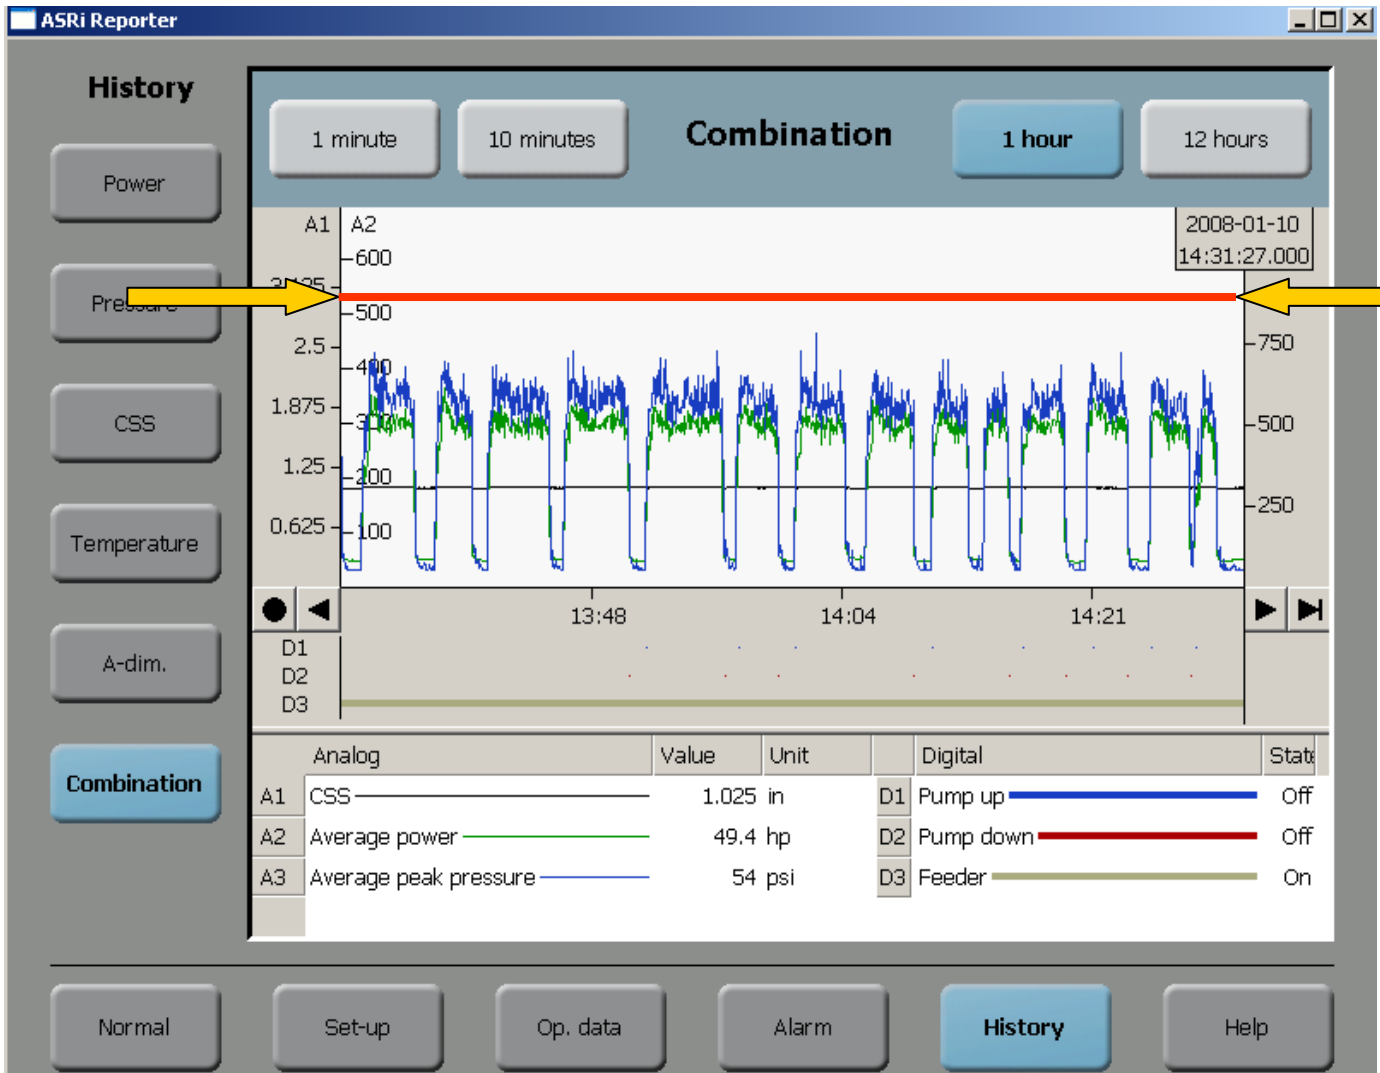 ASRi Reporter
History
1 minute
10 minutes
Combination
1 hour
12 hours
Power
Pressure
CSS
Temperature
A-dim.
Combination
A1
A2
2008-01-10
14:31:27.000
600
500
400
300
200
100
2.5
1.875
1.25
0.625
750
500
250
13:48
14:04
14:21
D1
D2
D3
Analog Value Unit Digital
A1 CSS 1.025 in D1 Pump up Off
A2 Average power 49.4 hp D2 Pump down Off
A3 Average peak pressure 54 psi D3 Feeder On
Normal
Set-up
Op. data
Alarm
History
Help